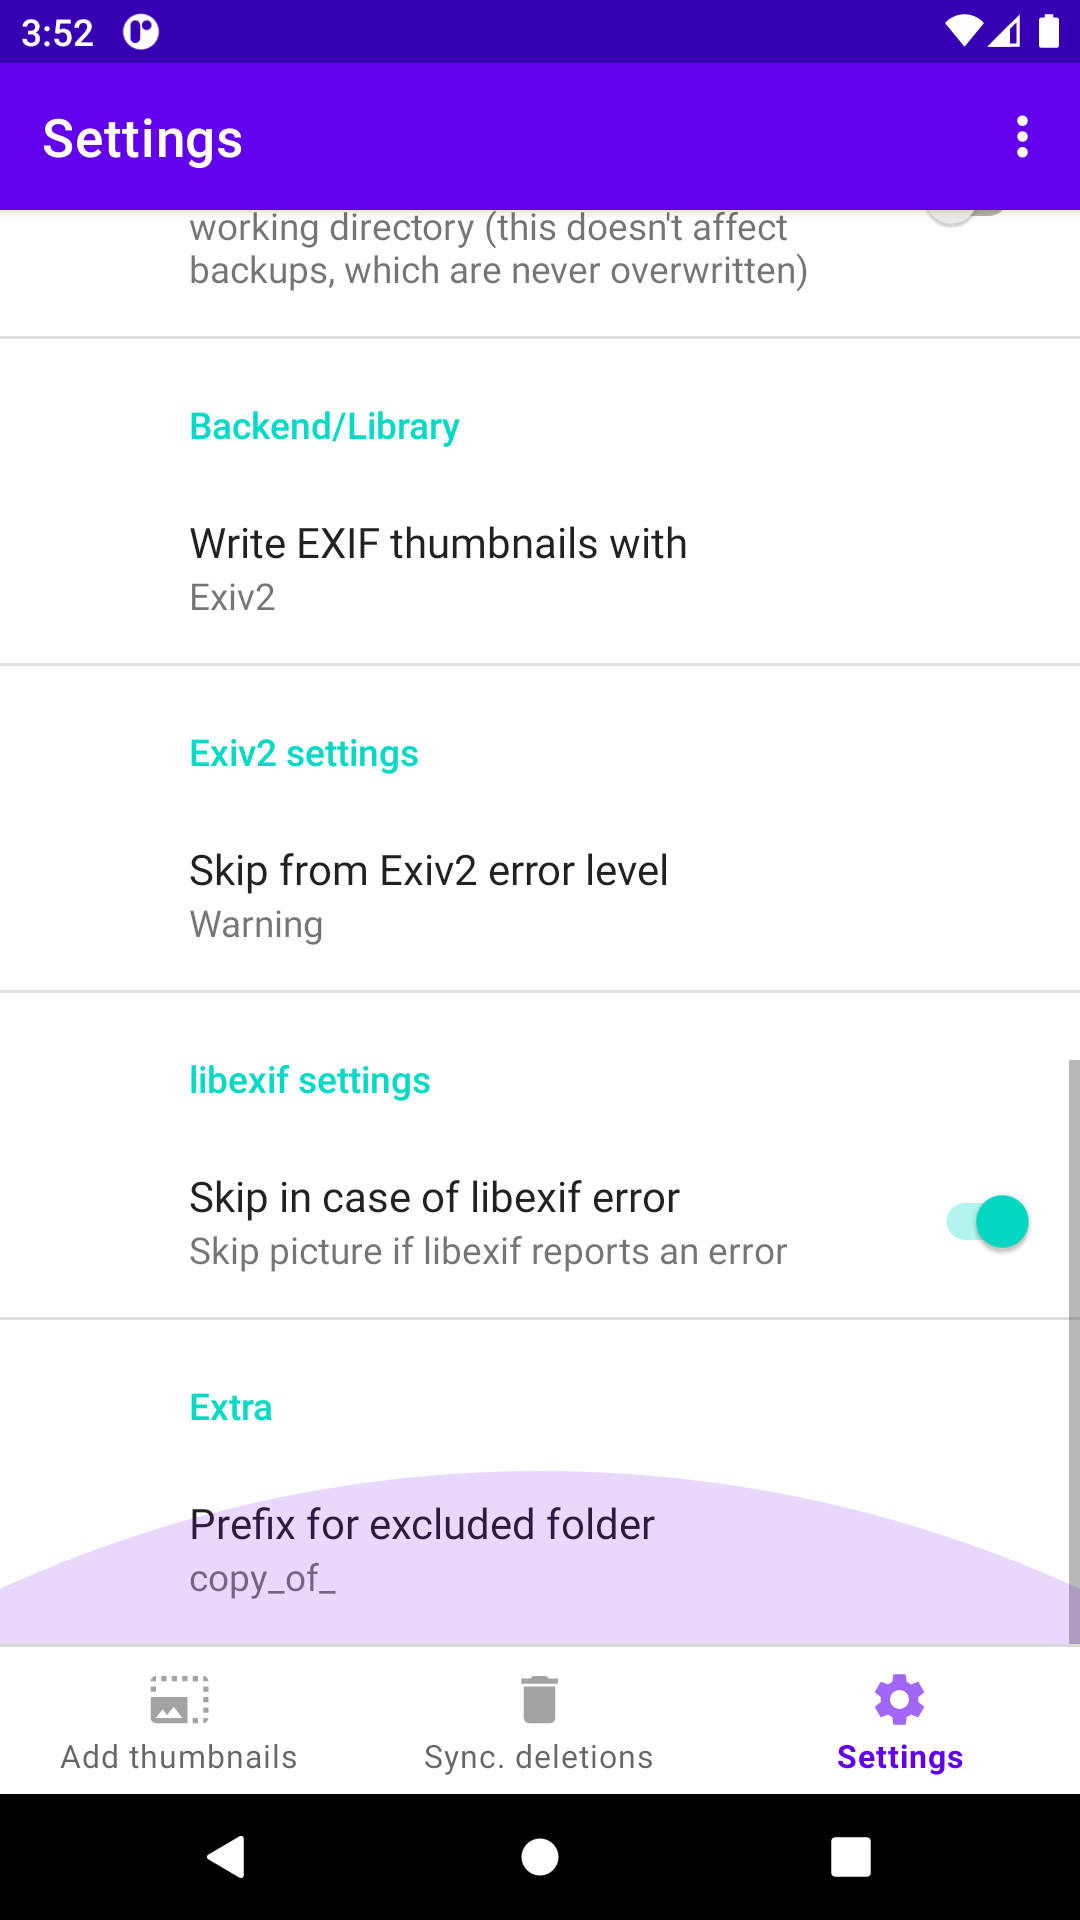 3:52
Settings
working directory (this doesn't affect
backups, which are never overwritten)
Backend/Library
Write EXIF thumbnails with
Exiv2
Exiv2 settings
Skip from Exiv2 error level
Warning
libexif settings
Skip in case of libexif error
Skip picture if libexif reports an error
Extra
Prefix for excluded folder
copy_of_
Add thumbnails
Sync. deletions
Settings